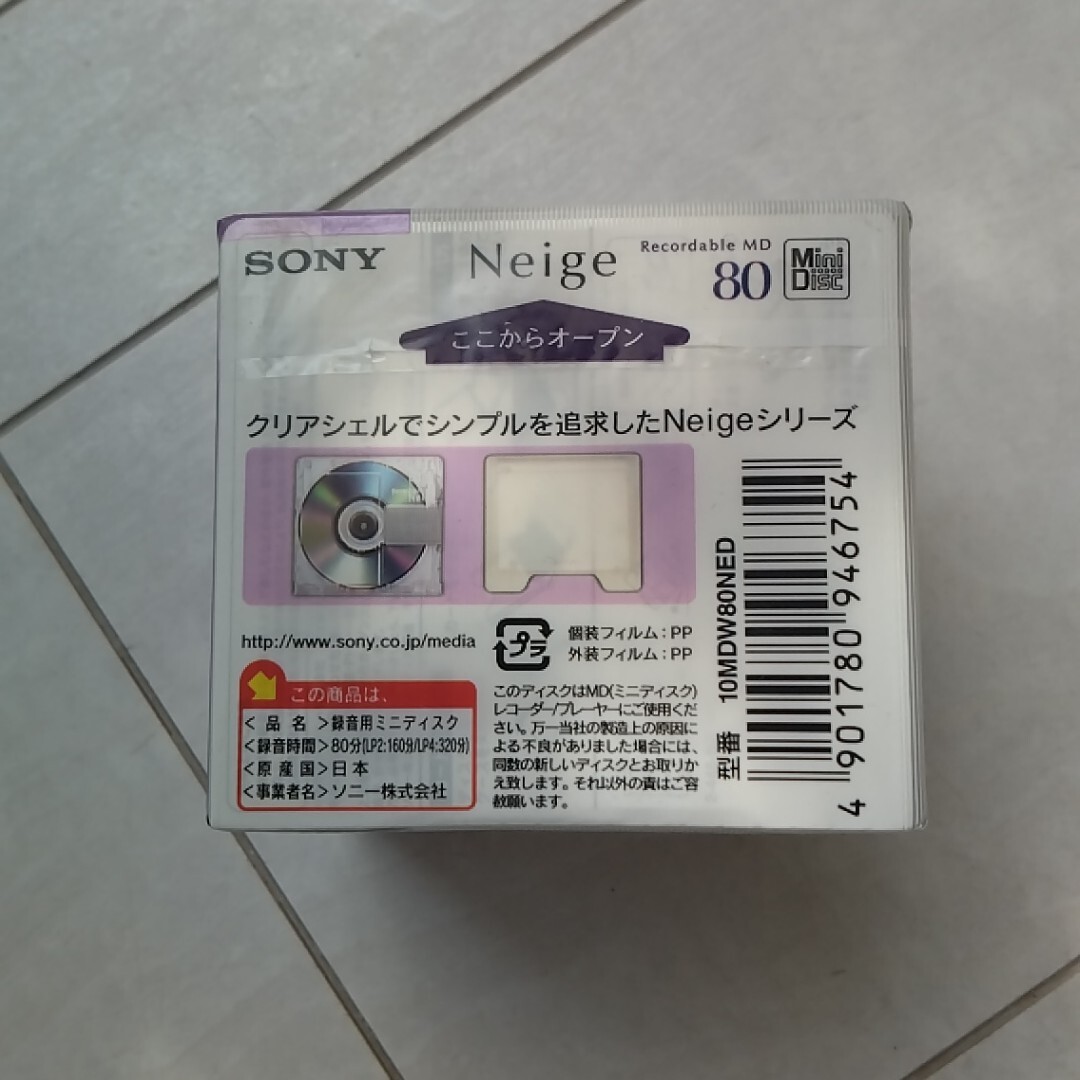 SONY
Neige
Recordable MD
80
Mini
Disc
ここからオープン
クリアシェルでシンプルを追求したNeigeシリーズ
http://www.sony.co.jp/media
プラ
個装フィルム:PP
外装フィルム:PP
この商品は、
<品名>録音用ミニディスク
<録音時間>80分(LP2:160分/LP4:320分)
<原産国>日本
<事業者名>ソニー株式会社
このディスクはMD(ミニディスク)
レコーダー/プレーヤーにご使用くだ
さい。万一当社の製造上の原因に
よる不良がありました場合には、
同数の新しいディスクとお取りか
え致します。それ以外の責はご容
赦願います。
型番 10MDW80NED
4 901780 946754